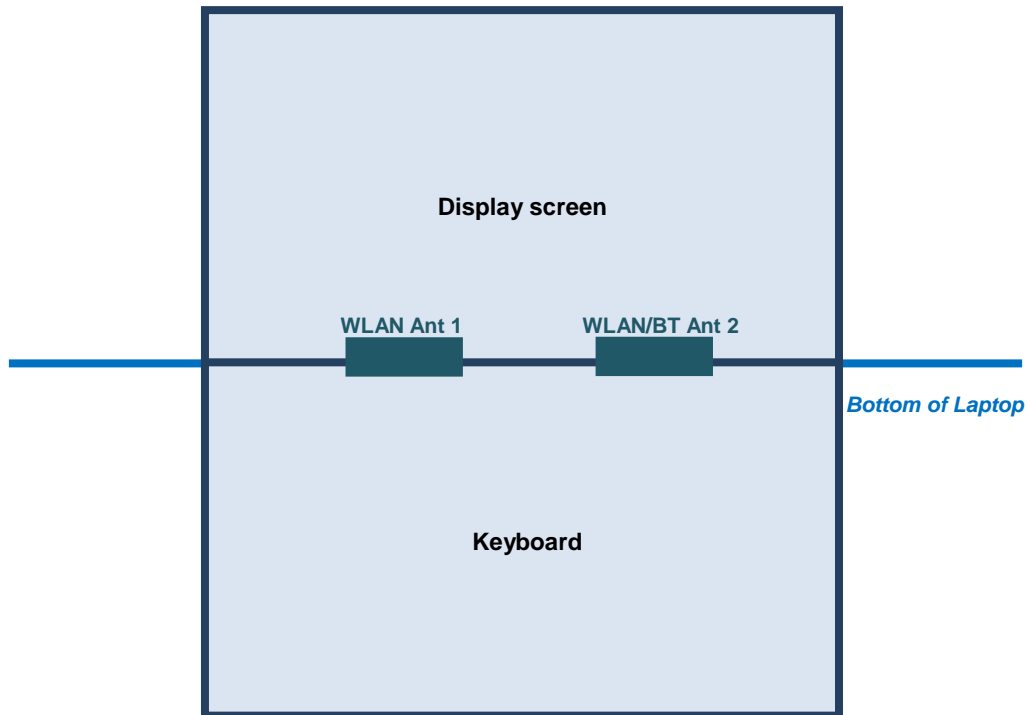 Display screen
WLAN Ant 1
WLAN/BT Ant 2
Bottom of Laptop
Keyboard